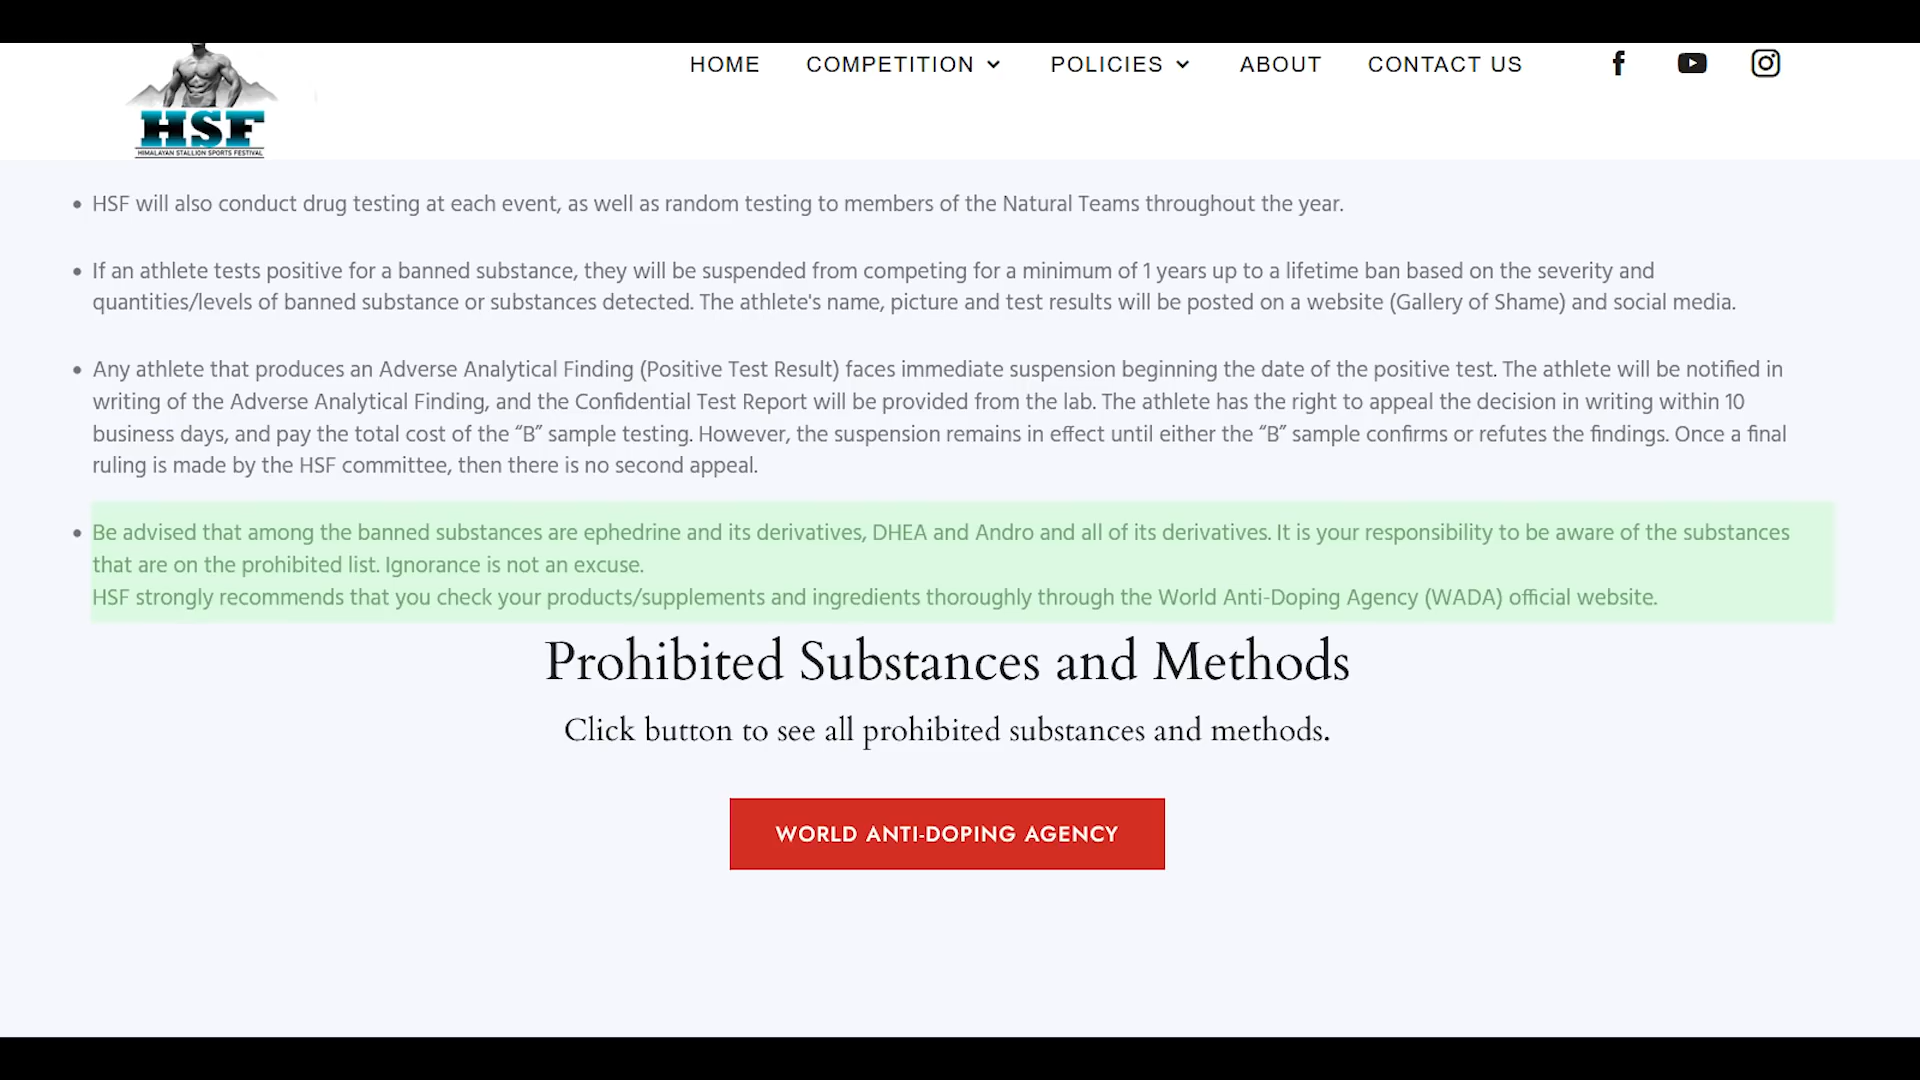 HSF
HIMALAYAN STALLION SPORTS FESTIVAL
HOME COMPETITION POLICIES ABOUT CONTACT US
HSF will also conduct drug testing at each event, as well as random testing to members of the Natural Teams throughout the year.
If an athlete tests positive for a banned substance, they will be suspended from competing for a minimum of 1 years up to a lifetime ban based on the severity and
quantities/levels of banned substance or substances detected. The athlete's name, picture and test results will be posted on a website (Gallery of Shame) and social media.
Any athlete that produces an Adverse Analytical Finding (Positive Test Result) faces immediate suspension beginning the date of the positive test. The athlete will be notified in
writing of the Adverse Analytical Finding, and the Confidential Test Report will be provided from the lab. The athlete has the right to appeal the decision in writing within 10
business days, and pay the total cost of the “B” sample testing. However, the suspension remains in effect until either the “B” sample confirms or refutes the findings. Once a final
ruling is made by the HSF committee, then there is no second appeal.
Be advised that among the banned substances are ephedrine and its derivatives, DHEA and Andro and all of its derivatives. It is your responsibility to be aware of the substances
that are on the prohibited list. Ignorance is not an excuse.
HSF strongly recommends that you check your products/supplements and ingredients thoroughly through the World Anti-Doping Agency (WADA) official website.
Prohibited Substances and Methods
Click button to see all prohibited substances and methods.
WORLD ANTI-DOPING AGENCY